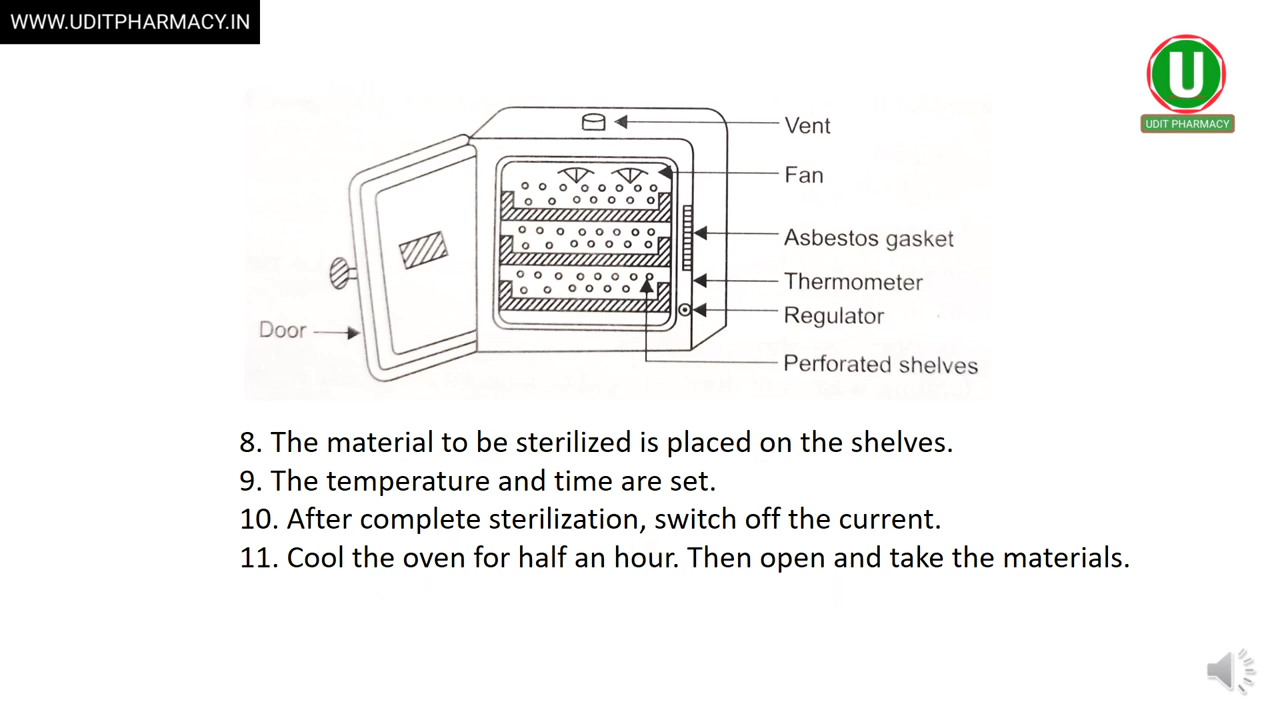 WWW.UDITPHARMACY.IN
U
UDIT PHARMACY
Vent
Fan
Asbestos gasket
Thermometer
Regulator
Door
Perforated shelves
8. The material to be sterilized is placed on the shelves.
9. The temperature and time are set.
10. After complete sterilization, switch off the current.
11. Cool the oven for half an hour. Then open and take the materials.